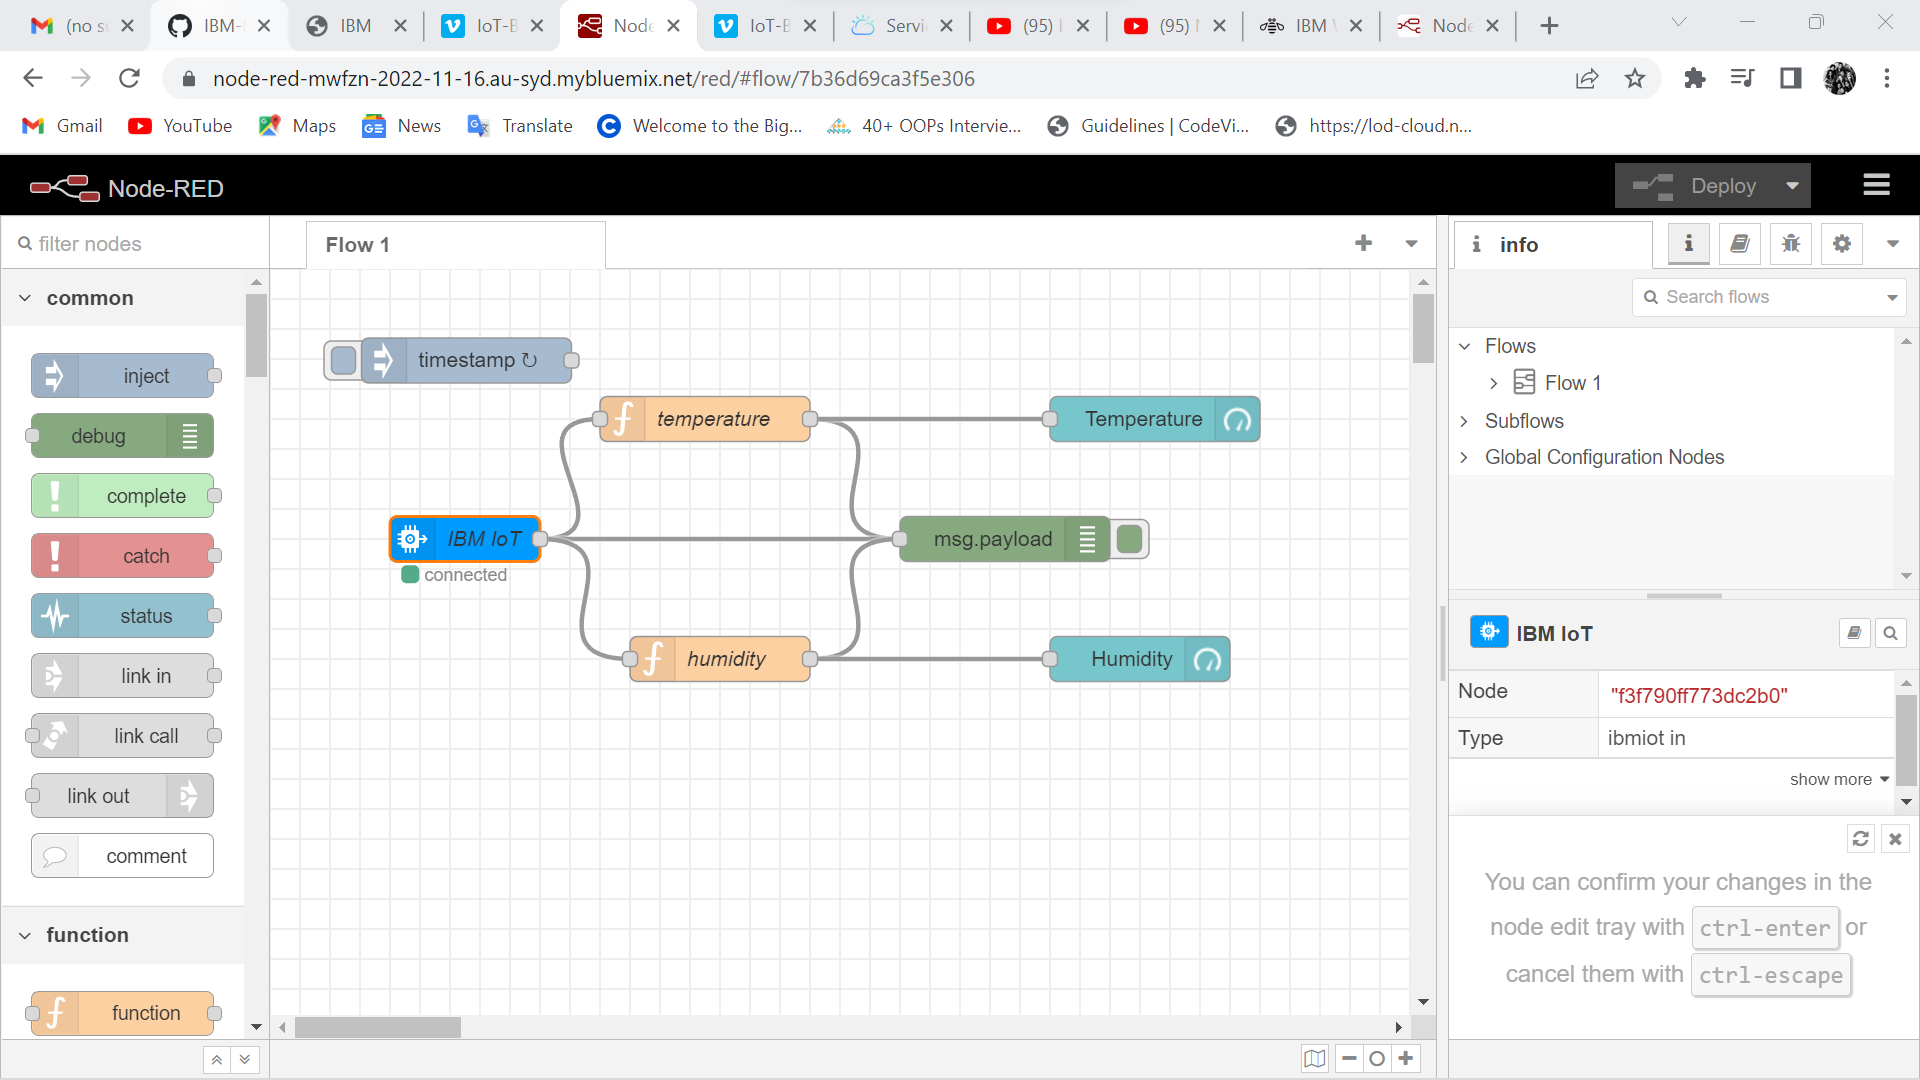 (no s
IBM-
IBM
IoT-B
Node
IoT-B
Servi
(95)
(95)
IBM
Node
node-red-mwfzn-2022-11-16.au-syd.mybluemix.net/red/#flow/7b36d69ca3f5e306
Gmail YouTube Maps News Translate Welcome to the Big... 40+ OOPs Intervie... Guidelines | CodeVi... https://lod-cloud.n...
Node-RED
Deploy
filter nodes
common
inject
debug
complete
catch
status
link in
link call
link out
comment
function
function
Flow 1
timestamp ↻
temperature
Temperature
IBM IoT
connected
msg.payload
humidity
Humidity
info
Search flows
Flows
Flow 1
Subflows
Global Configuration Nodes
IBM IoT
Node "f3f790ff773dc2b0"
Type ibmiot in
show more
You can confirm your changes in the
node edit tray with ctrl-enter or
cancel them with ctrl-escape